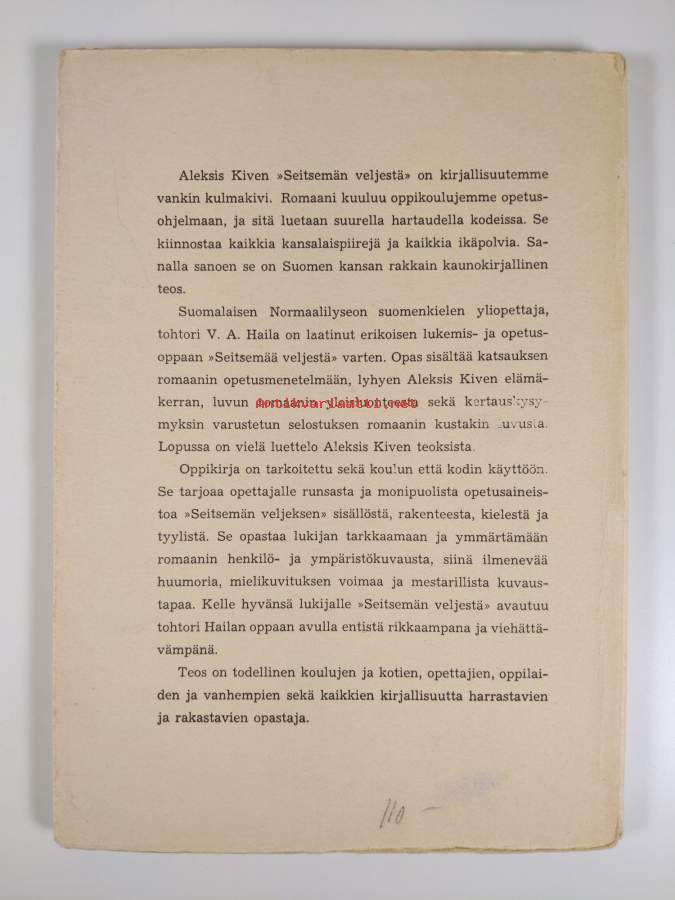 Aleksis Kiven »Seitsemän veljestä» on kirjallisuutemme
vankin kulmakivi. Romaani kuuluu oppikoulujemme opetus-
ohjelmaan, ja sitä luetaan suurella hartaudella kodeissa. Se
kiinnostaa kaikkia kansalaispiirejä ja kaikkia ikäpolvia. Sa-
nalla sanoen se on Suomen kansan rakkain kaunokirjallinen
teos.
Suomalaisen Normaalilyseon suomenkielen yliopettaja,
tohtori V. A. Haila on laatinut erikoisen lukemis- ja opetus-
oppaan »Seitsemää veljestä» varten. Opas sisältää katsauksen
romaanin opetusmenetelmään, lyhyen Aleksis Kiven elämä-
kerran, luvun romaanin yleisluonteesta sekä kertauskysy-
myksin varustetun selostuksen romaanin kustakin luvusta.
Lopussa on vielä luettelo Aleksis Kiven teoksista.
Oppikirja on tarkoitettu sekä koulun että kodin käyttöön.
Se tarjoaa opettajalle runsasta ja monipuolista opetusaineis-
toa »Seitsemän veljeksen» sisällöstä, rakenteesta, kielestä ja
tyylistä. Se opastaa lukijan tarkkaamaan ja ymmärtämään
romaanin henkilö- ja ympäristökuvausta, siinä ilmenevää
huumoria, mielikuvituksen voimaa ja mestarillista kuvaus-
tapaa. Kelle hyvänsä lukijalle »Seitsemän veljestä» avautuu
tohtori Hailan oppaan avulla entistä rikkaampana ja viehättä-
vämpänä.
Teos on todellinen koulujen ja kotien, opettajien, oppilai-
den ja vanhempien sekä kaikkien kirjallisuutta harrastavien
ja rakastavien opastaja.
110 –